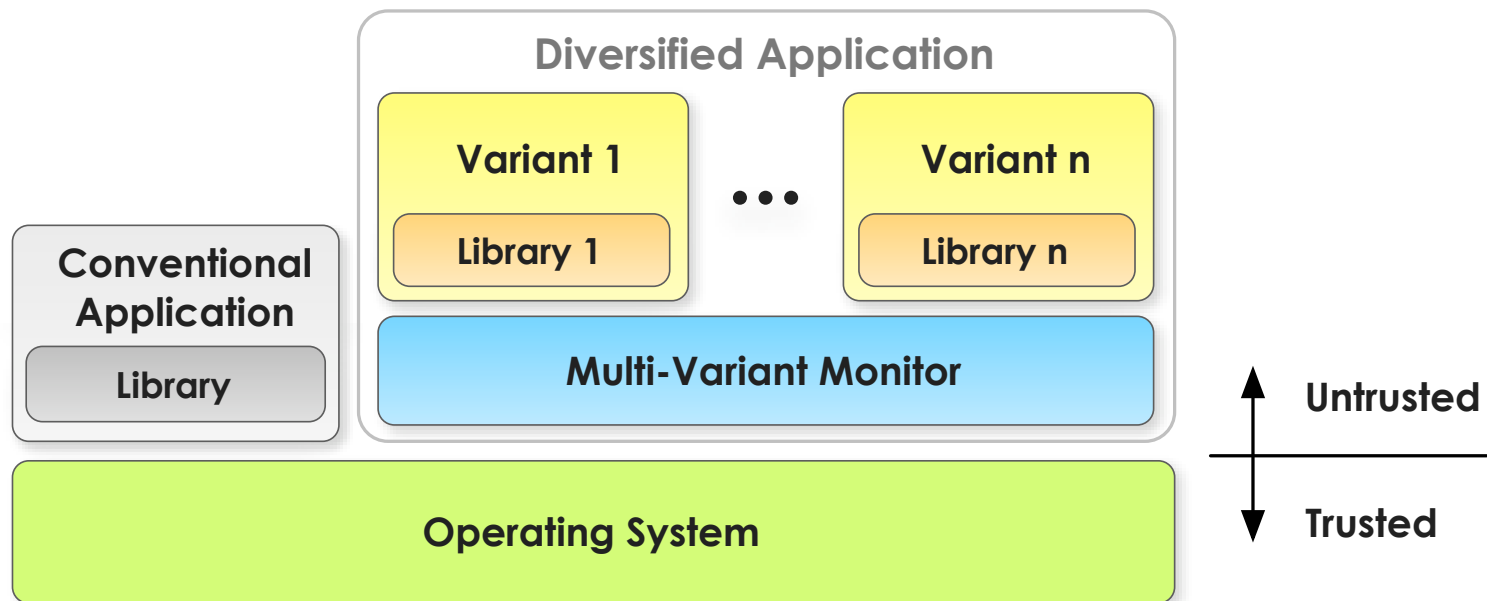 Diversified Application
Variant 1
Library 1
...
Variant n
Library n
Conventional
Application
Library
Multi-Variant Monitor
Operating System
Untrusted
Trusted